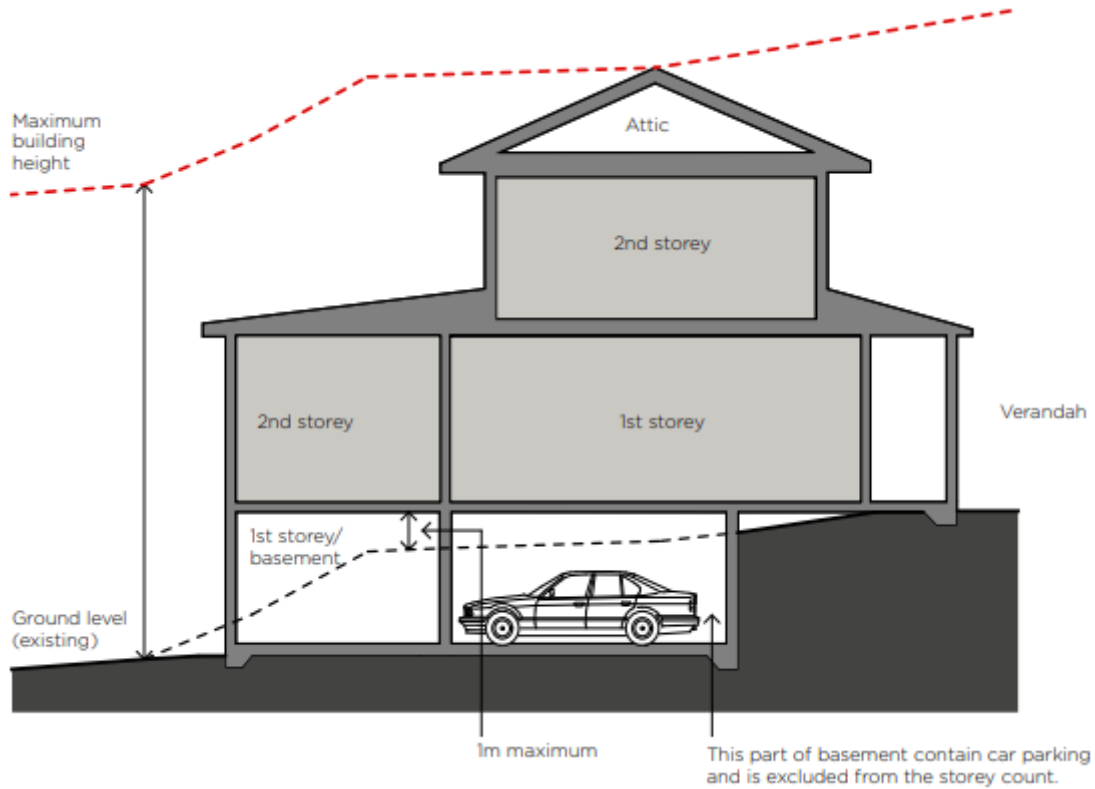 Maximum
building
height
Attic
2nd storey
2nd storey
1st storey
Verandah
1st storey/
basement
Ground level
(existing)
1m maximum
This part of basement contain car parking
and is excluded from the storey count.